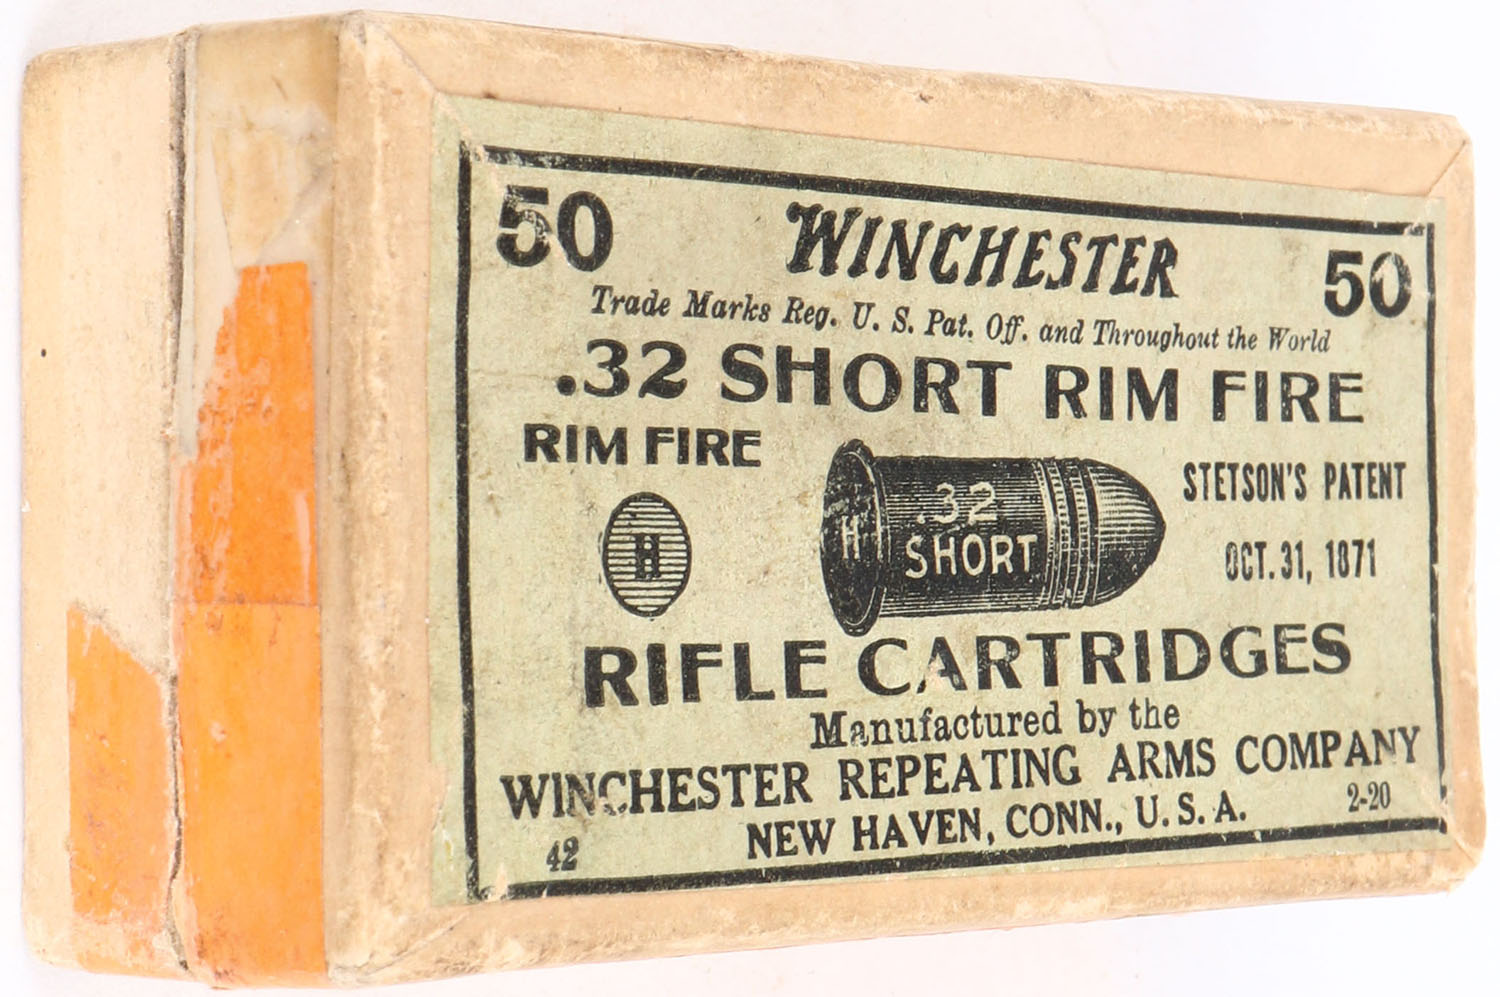 50 WINCHESTER 50
Trade Marks Reg. U. S. Pat. Off. and Throughout the World
.32 SHORT RIM FIRE
RIM FIRE
H
H
.32
SHORT
STETSON'S PATENT
OCT. 31, 1871
RIFLE CARTRIDGES
Manufactured by the
WINCHESTER REPEATING ARMS COMPANY
NEW HAVEN, CONN., U. S. A.
42
2-20